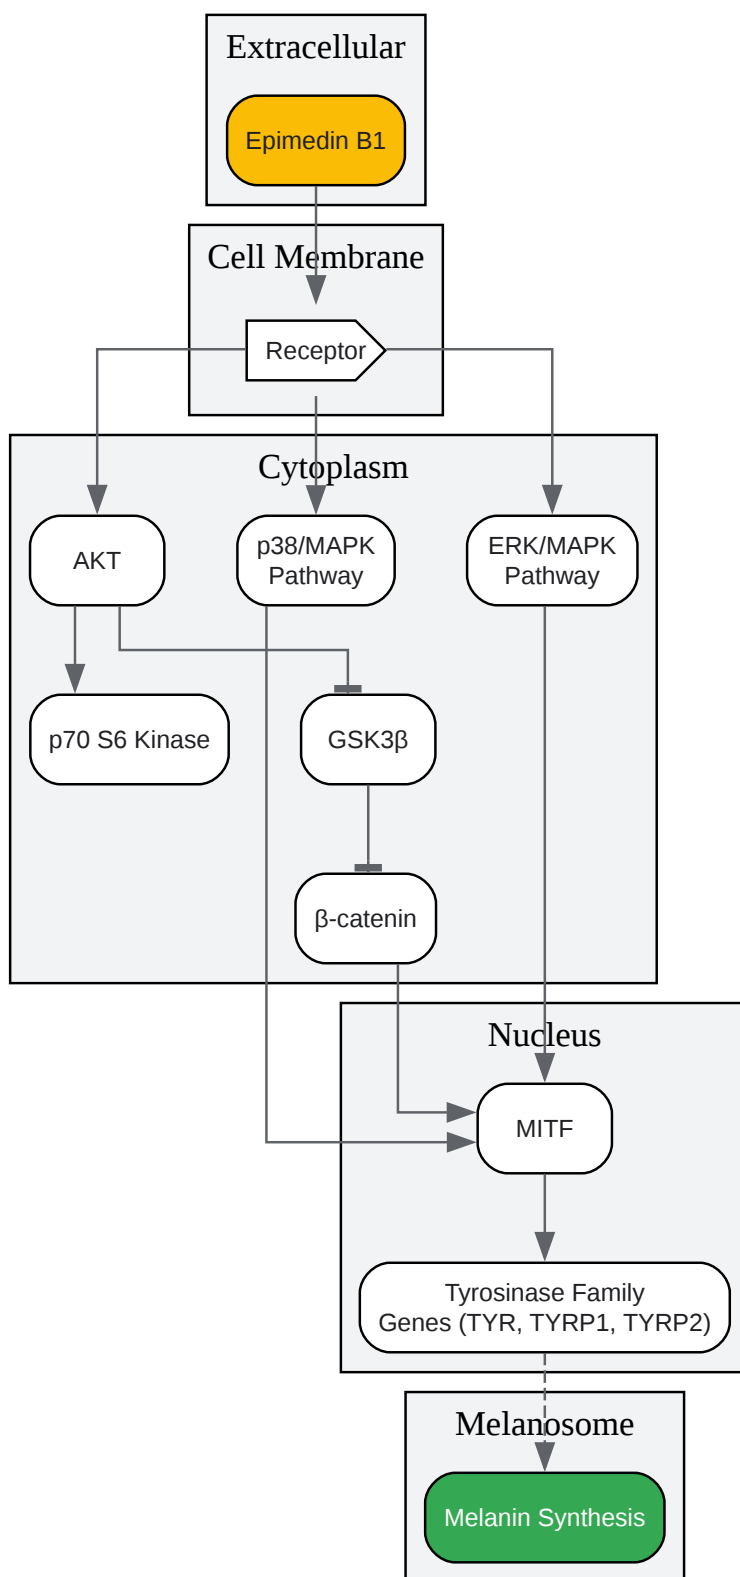 Extracellular
Epimedin B1
Cell Membrane
Receptor
Cytoplasm
AKT
p38/MAPK
Pathway
ERK/MAPK
Pathway
p70 S6 Kinase
GSK3β
β-catenin
Nucleus
MITF
Tyrosinase Family
Genes (TYR, TYRP1, TYRP2)
Melanosome
Melanin Synthesis